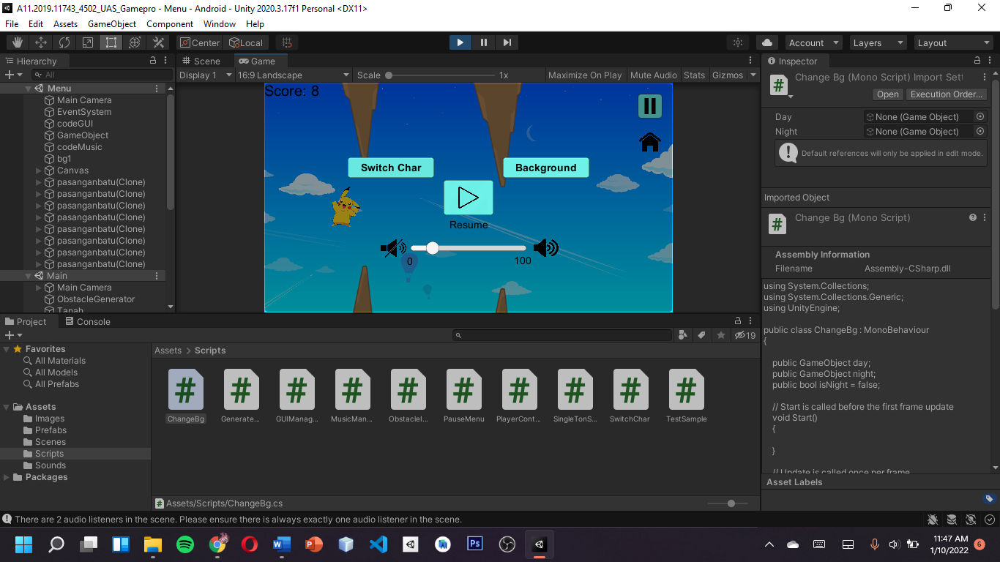 A11.2019.11743_4502_UAS_Gamepro - Menu - Android - Unity 2020.3.17f1 Personal <DX11>
File Edit Assets GameObject Component Window Help
Center Local Account Layers Layout
Hierarchy
All
Menu
Main Camera
EventSystem
codeGUI
GameObject
codeMusic
bg1
Canvas
pasanganbatu(Clone)
pasanganbatu(Clone)
pasanganbatu(Clone)
pasanganbatu(Clone)
pasanganbatu(Clone)
pasanganbatu(Clone)
pasanganbatu(Clone)
pasanganbatu(Clone)
Main
Main Camera
ObstacleGenerator
Tanah
Scene Game
Display 1 16:9 Landscape Scale 1x Maximize On Play Mute Audio Stats Gizmos
Score: 8
Switch Char Background
Resume
0 100
Inspector
Change Bg (Mono Script) Import Set
Open Execution Order...
Day None (Game Object)
Night None (Game Object)
Default references will only be applied in edit mode.
Imported Object
Change Bg (Mono Script)
Assembly Information
Filename Assembly-CSharp.dll
using System.Collections;
using System.Collections.Generic;
using UnityEngine;
public class ChangeBg : MonoBehaviour
{
public GameObject day;
public GameObject night;
public bool isNight = false;
// Start is called before the first frame update
void Start()
{
}
// Update is called once per frame
Asset Labels
Project Console
19
Favorites
All Materials
All Models
All Prefabs
Assets
Images
Prefabs
Scenes
Scripts
Sounds
Packages
Assets > Scripts
ChangeBg Generate... GUIManag... MusicMan... ObstacleI... PauseMenu PlayerCont... SingleTonS... SwitchChar TestSample
Assets/Scripts/ChangeBg.cs
There are 2 audio listeners in the scene. Please ensure there is always exactly one audio listener in the scene.
Ps
11:47 AM
1/10/2022
6